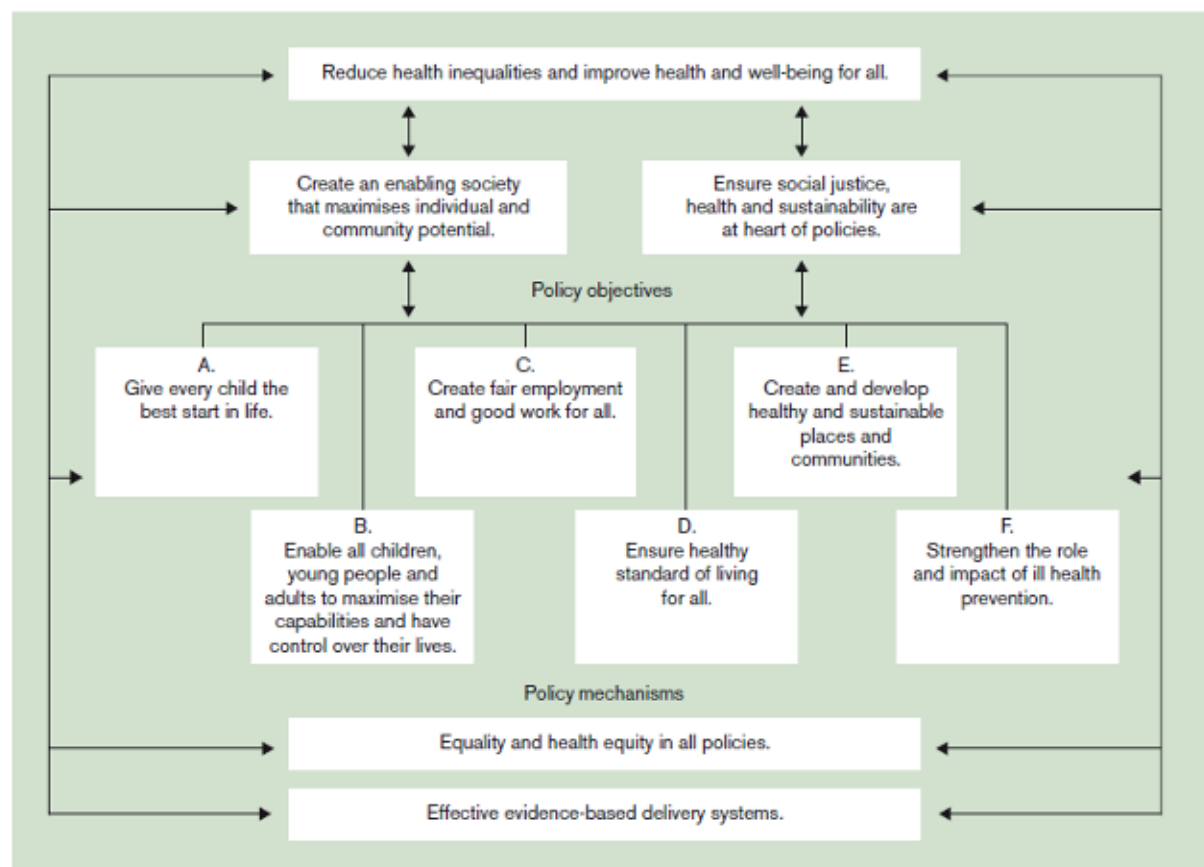 Reduce health inequalities and improve health and well-being for all.
Create an enabling society
that maximises individual and
community potential.
Ensure social justice,
health and sustainability are
at heart of policies.
Policy objectives
A.
Give every child the
best start in life.
C.
Create fair employment
and good work for all.
E.
Create and develop
healthy and sustainable
places and
communities.
B.
Enable all children,
young people and
adults to maximise their
capabilities and have
control over their lives.
D.
Ensure healthy
standard of living
for all.
F.
Strengthen the role
and impact of ill health
prevention.
Policy mechanisms
Equality and health equity in all policies.
Effective evidence-based delivery systems.